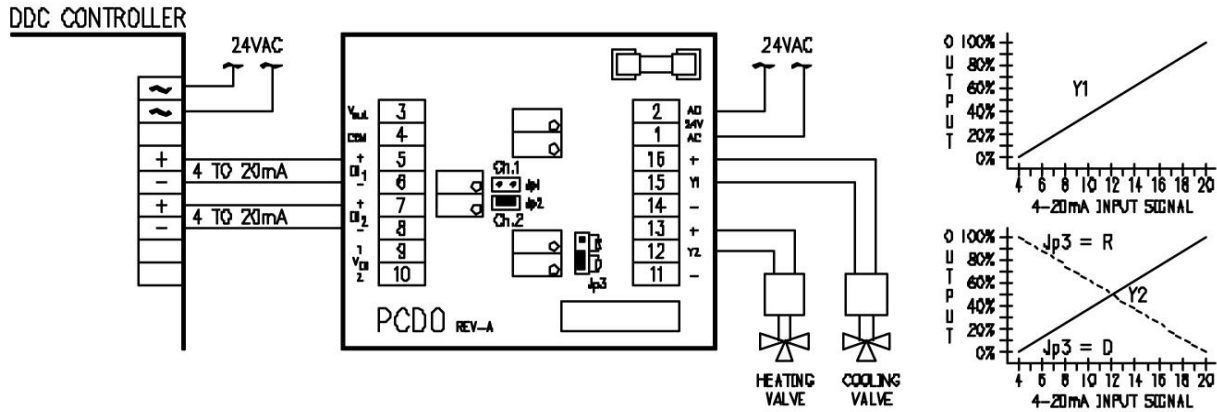 DDC CONTROLLER
24VAC
~
~
+
−
+
−
4 TO 20mA
4 TO 20mA
24VAC
3
4
COM
+
5
6
−
+
7
8
−
1
9
2
10
Ch.1
Jp1
Jp2
Ch.2
Jp3
PCDO REV-A
2
AC
24V
1
AC
16
+
15
Y1
14
−
13
+
12
Y2
11
−
HEATING
VALVE
COOLING
VALVE
OUTPUT
100%
80%
60%
40%
20%
0%
Y1
4 6 8 10 12 14 16 18 20
4-20mA INPUT SIGNAL
OUTPUT
100%
80%
60%
40%
20%
0%
Jp3 = R
Y2
Jp3 = D
4 6 8 10 12 14 16 18 20
4-20mA INPUT SIGNAL